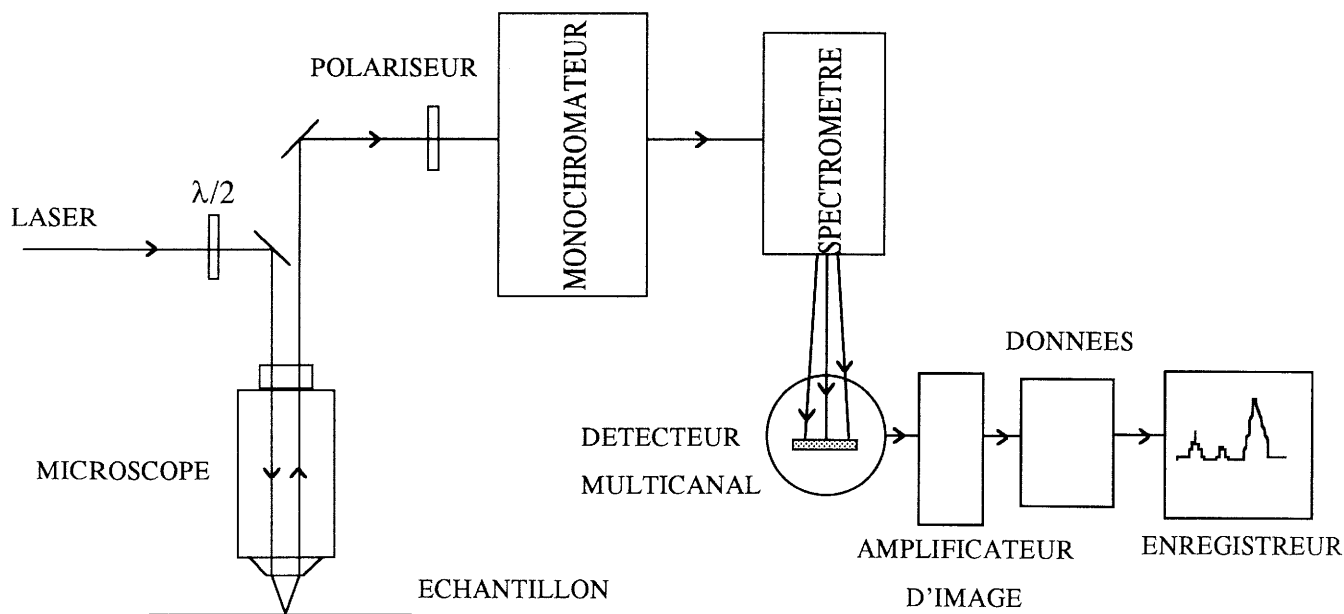 POLARISEUR
MONOCHROMATEUR
SPECTROMETRE
λ/2
LASER
DONNEES
DETECTEUR
MULTICANAL
MICROSCOPE
AMPLIFICATEUR
D'IMAGE
ENREGISTREUR
ECHANTILLON